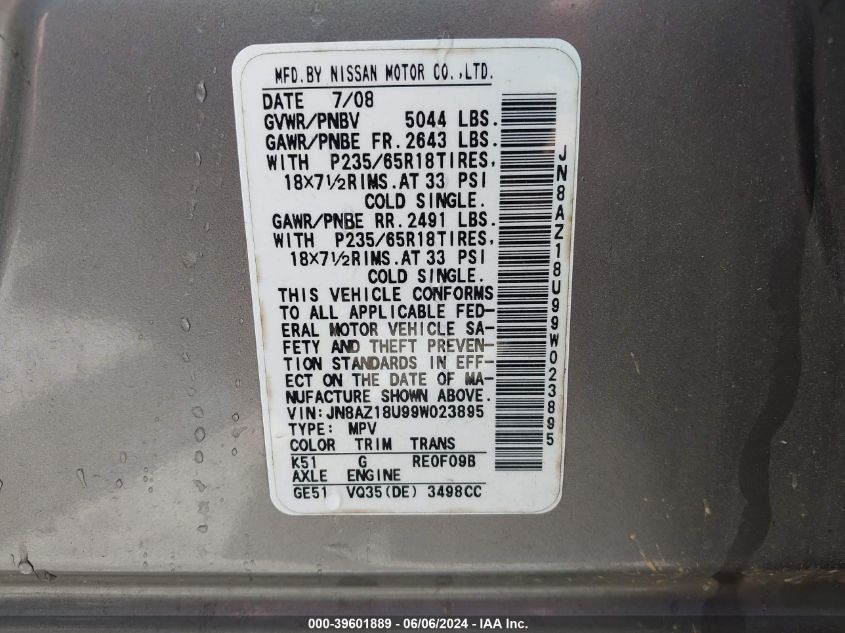 MFD.BY NISSAN MOTOR CO.,LTD.
DATE 7/08
GVWR/PNBV 5044 LBS.
GAWR/PNBE FR. 2643 LBS.
WITH P235/65R18TIRES,
18X7½RIMS.AT 33 PSI
COLD SINGLE.
GAWR/PNBE RR. 2491 LBS.
WITH P235/65R18TIRES,
18X7½RIMS.AT 33 PSI
COLD SINGLE.
THIS VEHICLE CONFORMS
TO ALL APPLICABLE FED-
ERAL MOTOR VEHICLE SA-
FETY AND THEFT PREVEN-
TION STANDARDS IN EFF-
ECT ON THE DATE OF MA-
NUFACTURE SHOWN ABOVE.
VIN:JN8AZ18U99W023895
TYPE: MPV
COLOR TRIM TRANS
K51 G RE0F09B
AXLE ENGINE
GE51 VQ35(DE) 3498CC
JN8AZ18U99W023895
000-39601889 - 06/06/2024 - IAA Inc.